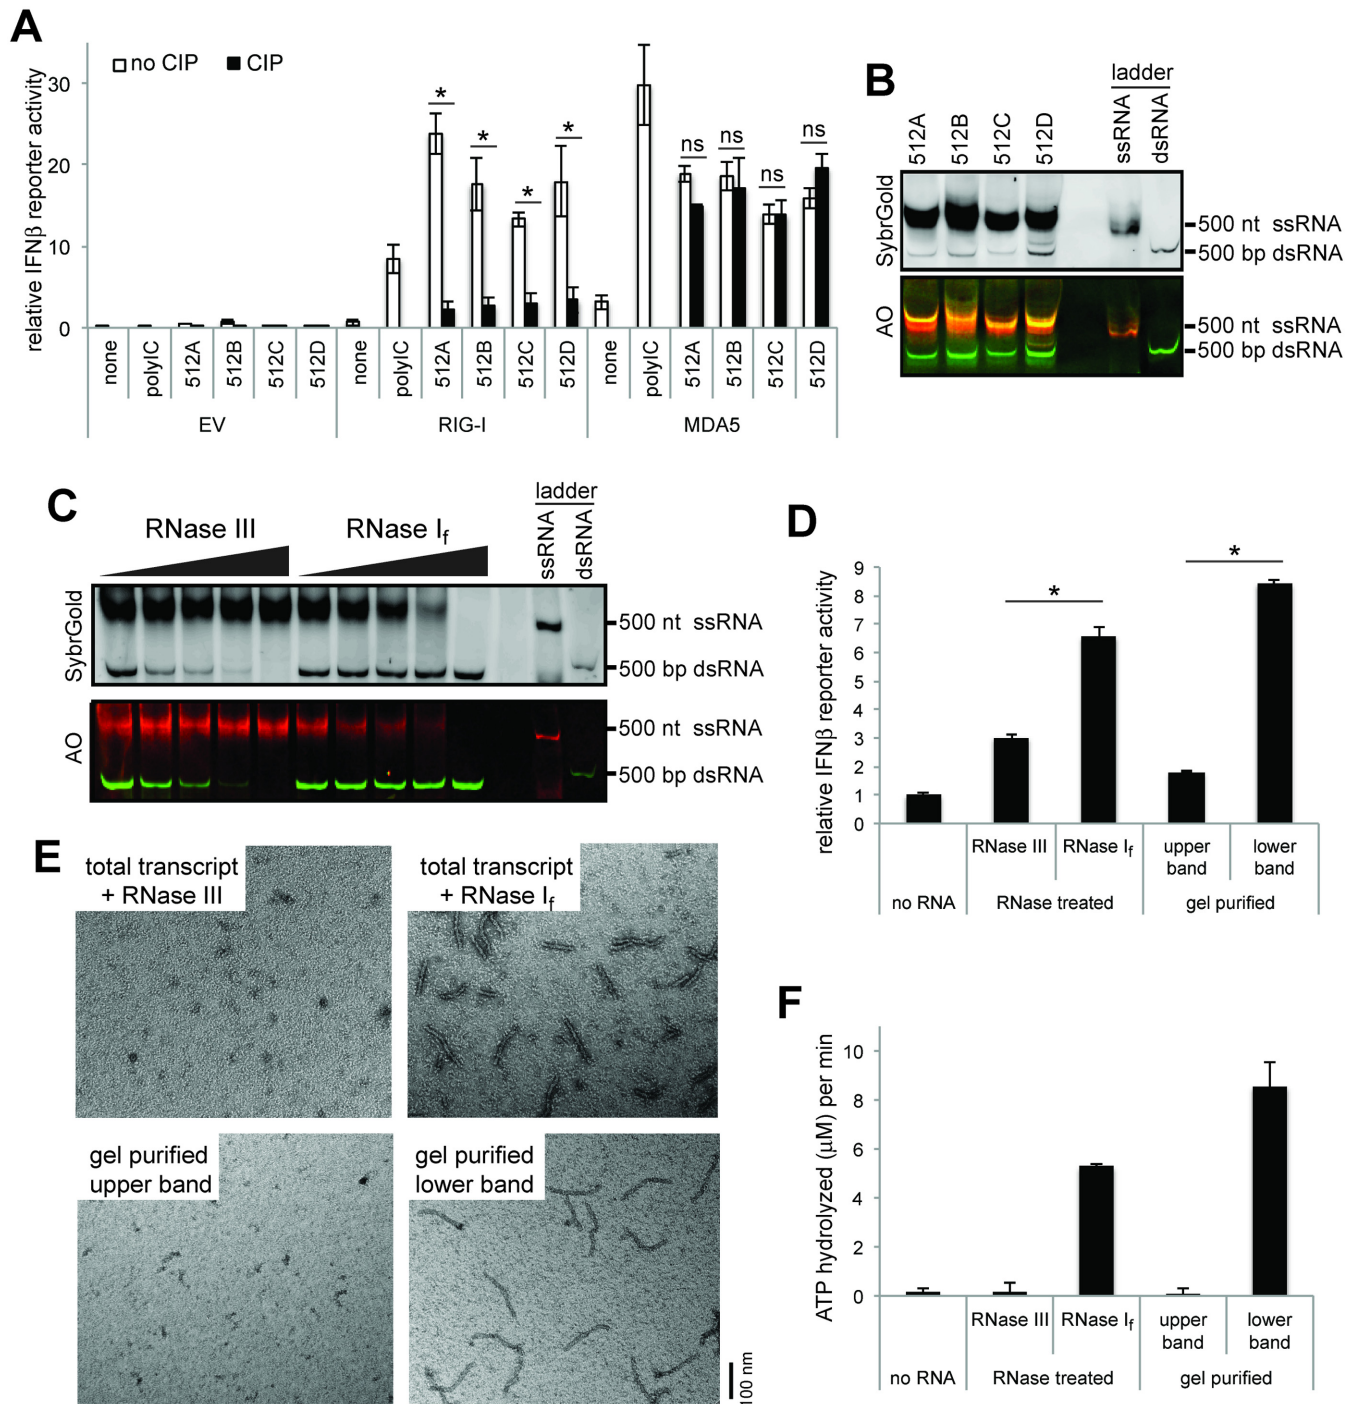 A
no CIP CIP
relative IFNβ reporter activity
30
20
10
0
* * * * ns ns ns ns
none polyIC 512A 512B 512C 512D none polyIC 512A 512B 512C 512D none polyIC 512A 512B 512C 512D
EV RIG-I MDA5
B
ladder
512A 512B 512C 512D ssRNA dsRNA
SybrGold
500 nt ssRNA
500 bp dsRNA
AO
500 nt ssRNA
500 bp dsRNA
C
ladder
RNase III RNase If ssRNA dsRNA
SybrGold
500 nt ssRNA
500 bp dsRNA
AO
500 nt ssRNA
500 bp dsRNA
D
relative IFNβ reporter activity
9
8
7
6
5
4
3
2
1
0
* *
RNase III RNase If upper band lower band
no RNA RNase treated gel purified
E
total transcript
+ RNase III
total transcript
+ RNase If
gel purified
upper band
gel purified
lower band
100 nm
F
ATP hydrolyzed (μM) per min
10
8
6
4
2
0
RNase III RNase If upper band lower band
no RNA RNase treated gel purified